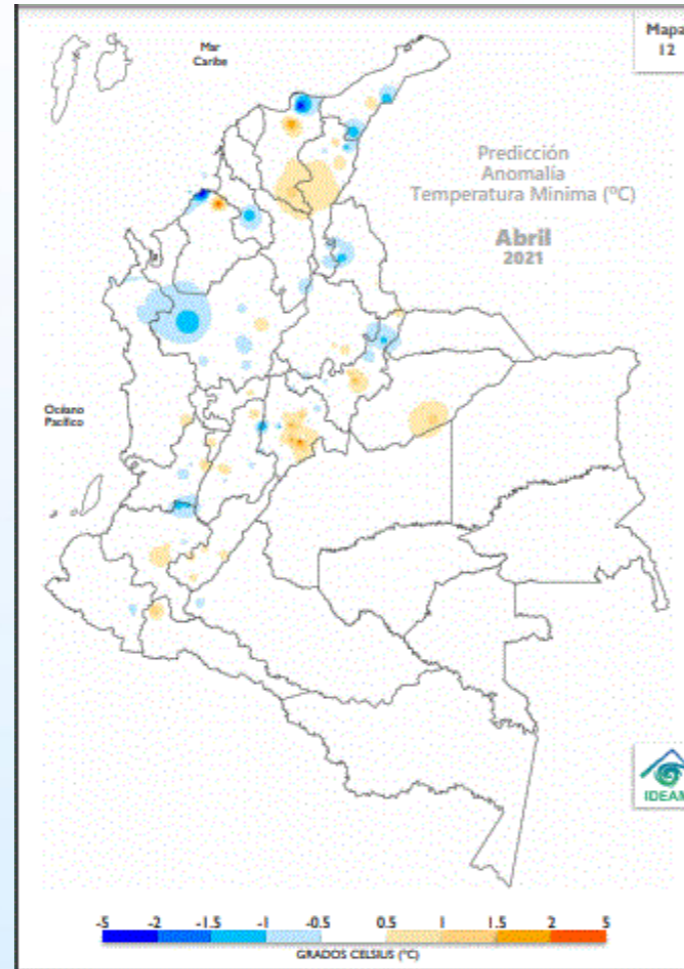 Mar
Caribe
Mapa
12
Predicción
Anomalía
Temperatura Minima (ºC)
Abril
2021
Océano
Pacífico
IDEAM
-5 -2 -1.5 -1 -0.5 0.5 1 1.5 2 5
GRADOS CELSIUS (ºC)